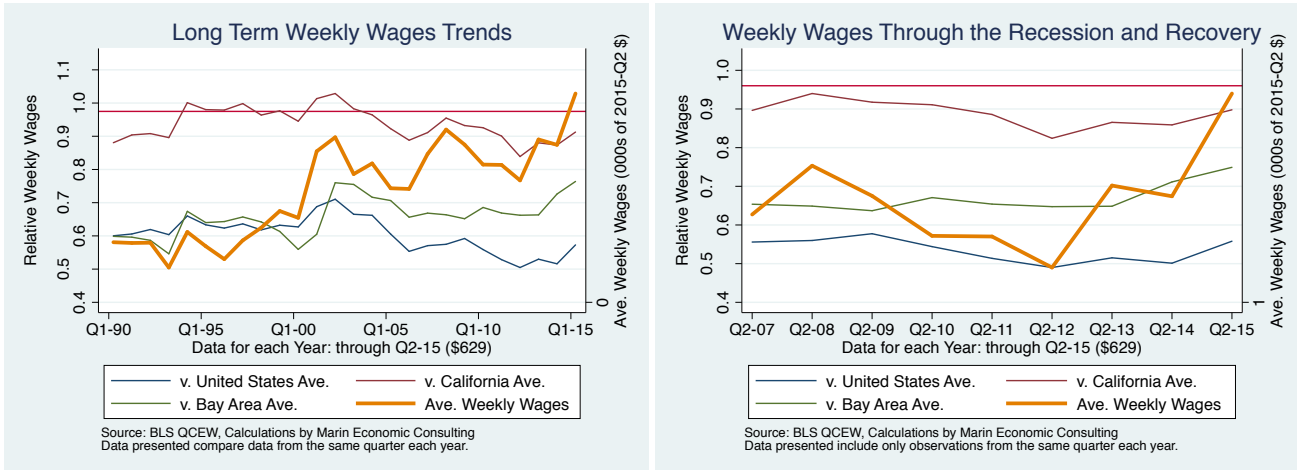 Long Term Weekly Wages Trends
Relative Weekly Wages
1.1
1.0
0.9
0.8
0.7
0.6
0.5
0.4
0
Ave. Weekly Wages (000s of 2015-Q2 $)
Q1-90 Q1-95 Q1-00 Q1-05 Q1-10 Q1-15
Data for each Year: through Q2-15 ($629)
v. United States Ave. v. California Ave.
v. Bay Area Ave. Ave. Weekly Wages
Source: BLS QCEW, Calculations by Marin Economic Consulting
Data presented compare data from the same quarter each year.
Weekly Wages Through the Recession and Recovery
Relative Weekly Wages
1.0
0.9
0.8
0.7
0.6
0.5
0.4
1
Ave. Weekly Wages (000s of 2015-Q2 $)
Q2-07 Q2-08 Q2-09 Q2-10 Q2-11 Q2-12 Q2-13 Q2-14 Q2-15
Data for each Year: through Q2-15 ($629)
v. United States Ave. v. California Ave.
v. Bay Area Ave. Ave. Weekly Wages
Source: BLS QCEW, Calculations by Marin Economic Consulting
Data presented include only observations from the same quarter each year.